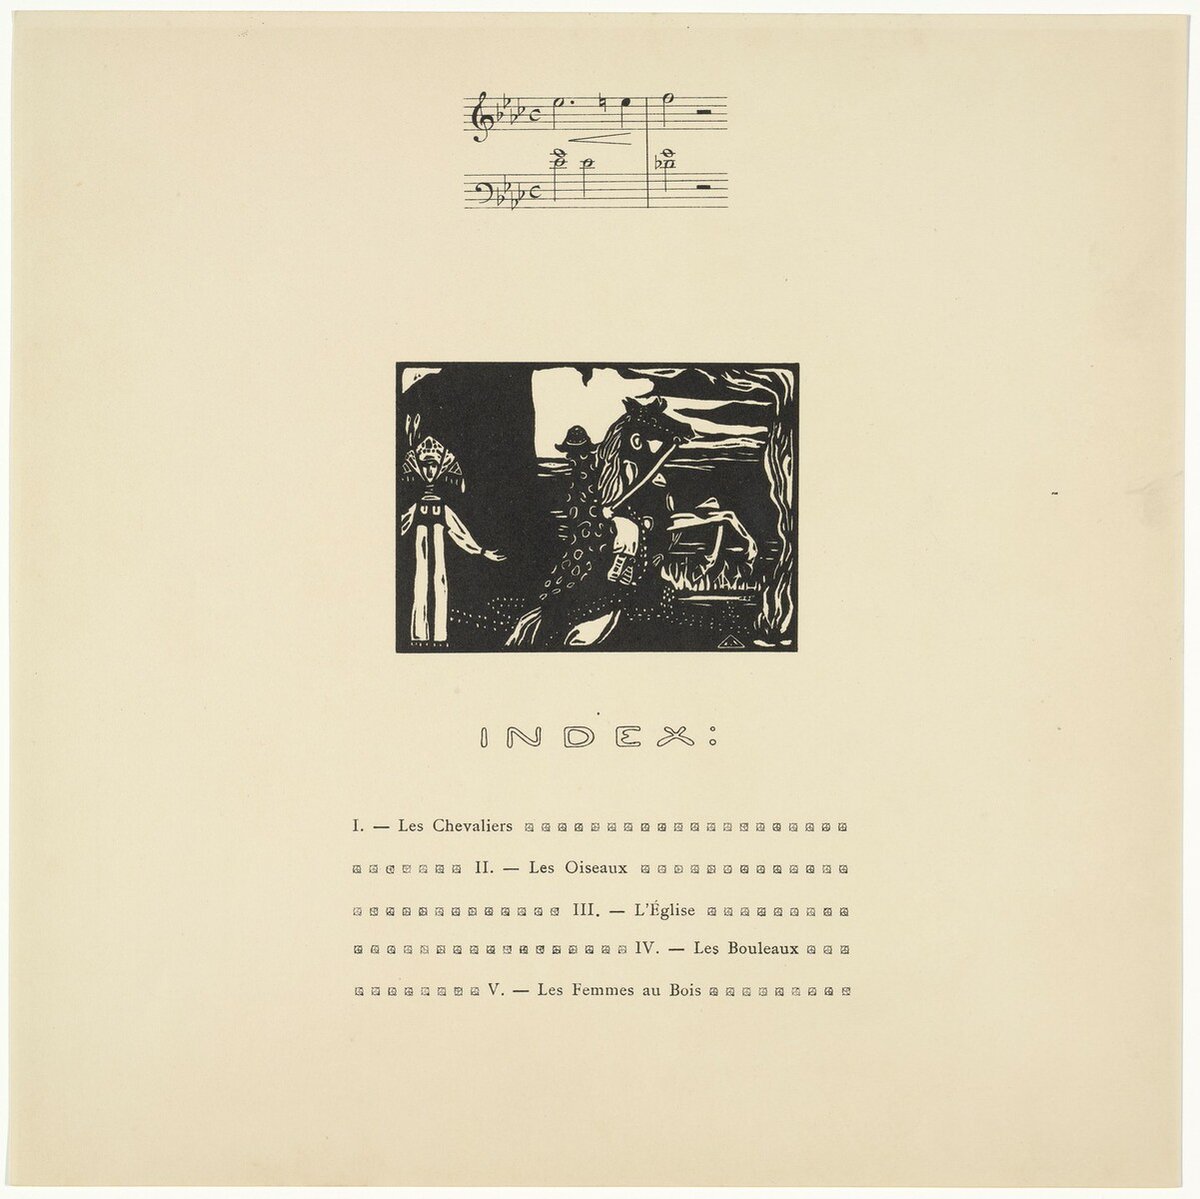 INDEX:
I. — Les Chevaliers
II. — Les Oiseaux
III. — L'Église
IV. — Les Bouleaux
V. — Les Femmes au Bois